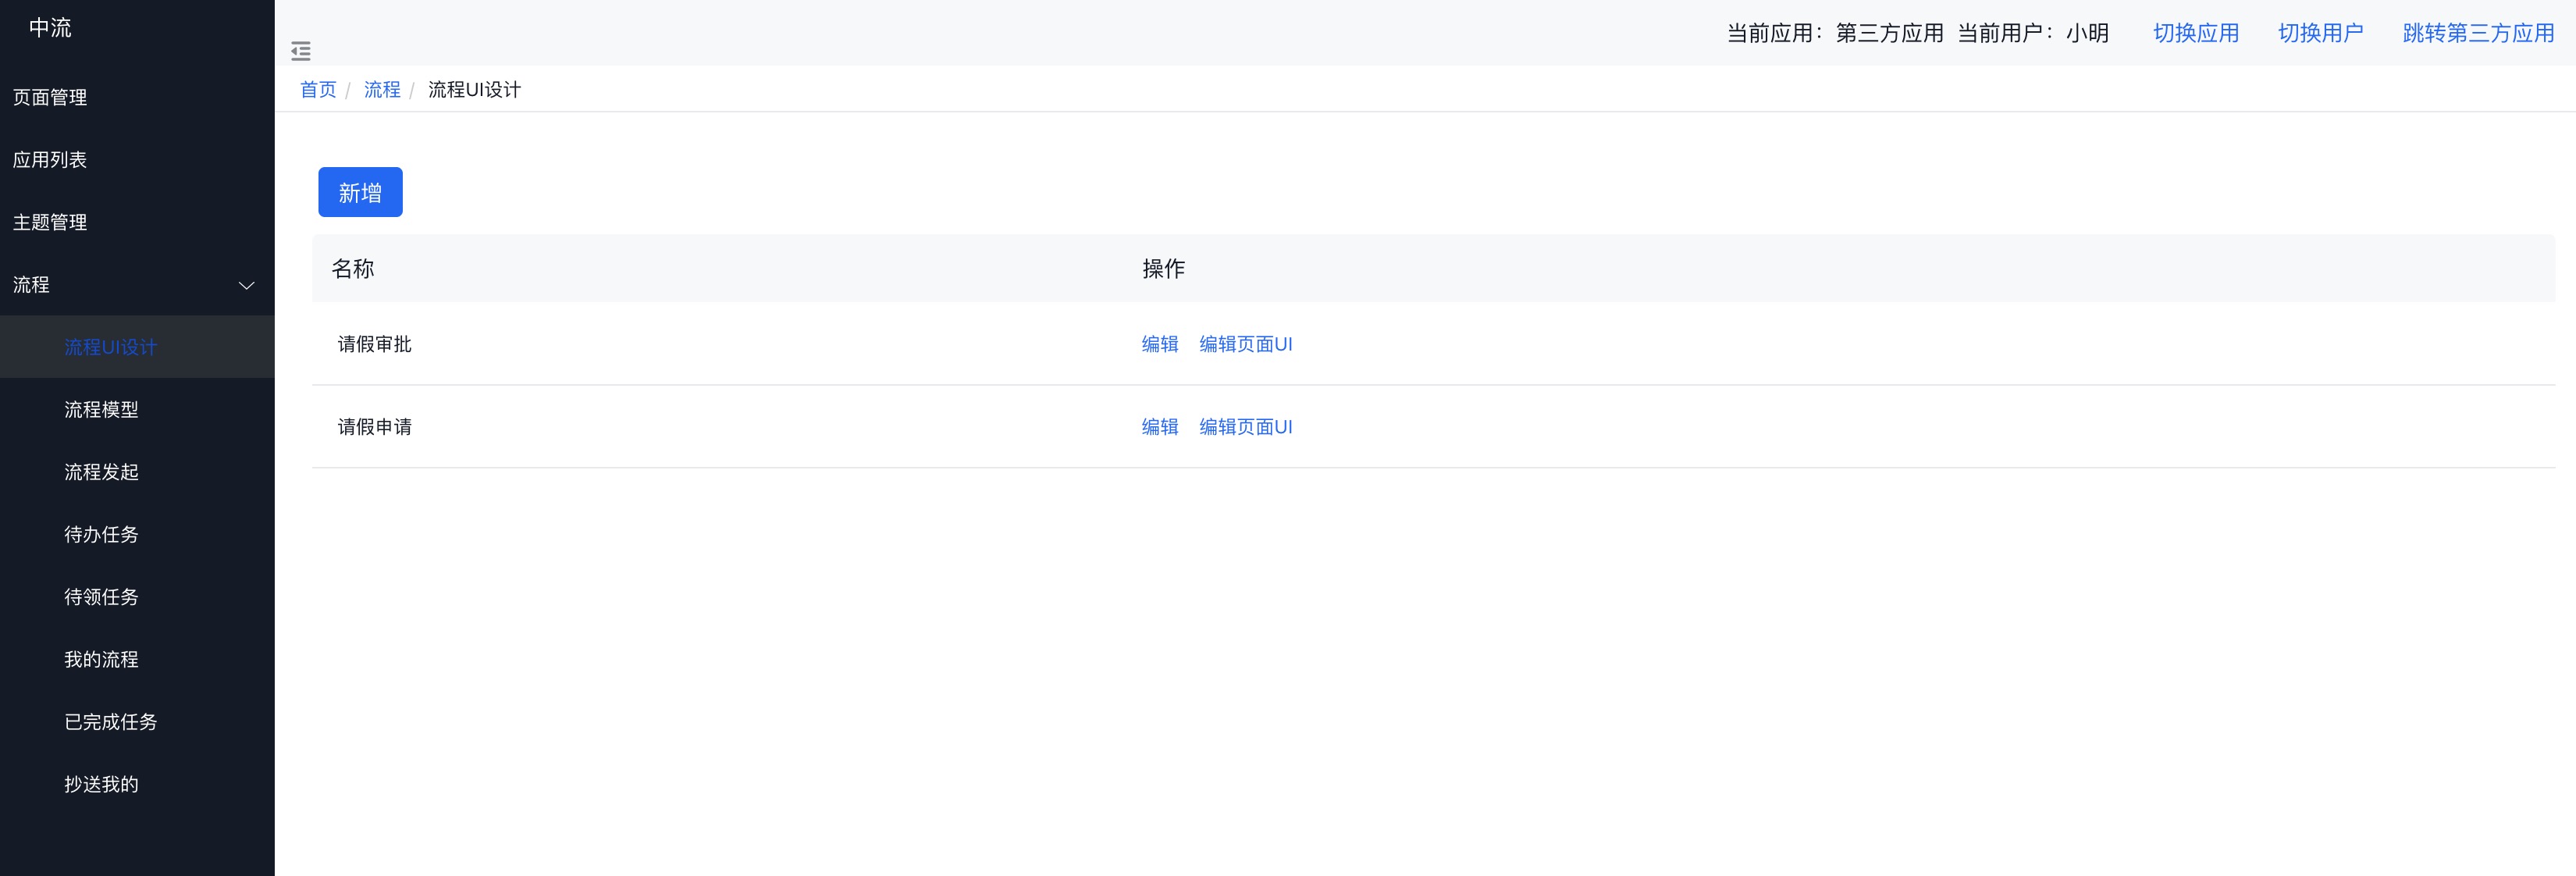 中流
页面管理
应用列表
主题管理
流程
流程UI设计
流程模型
流程发起
待办任务
待领任务
我的流程
已完成任务
抄送我的
当前应用：第三方应用 当前用户：小明 切换应用 切换用户 跳转第三方应用
首页 / 流程 / 流程UI设计
新增
名称 操作
请假审批 编辑 编辑页面UI
请假申请 编辑 编辑页面UI